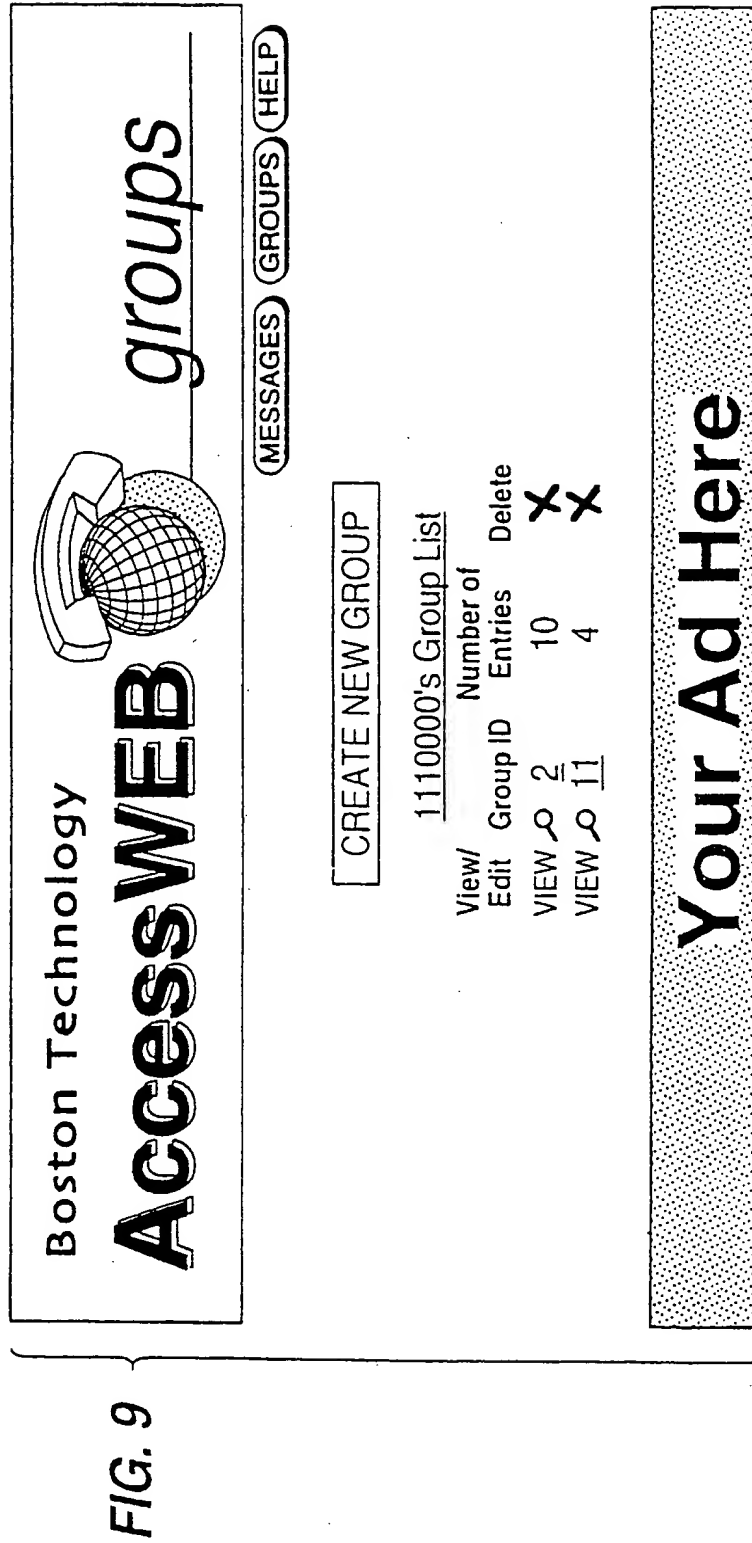 FIG. 9
Boston Technology
AccessWEB groups
MESSAGES GROUPS HELP
CREATE NEW GROUP
1110000's Group List
View/ Number of
Edit Group ID Entries Delete
VIEW 2 10 X
VIEW 11 4 X
Your Ad Here